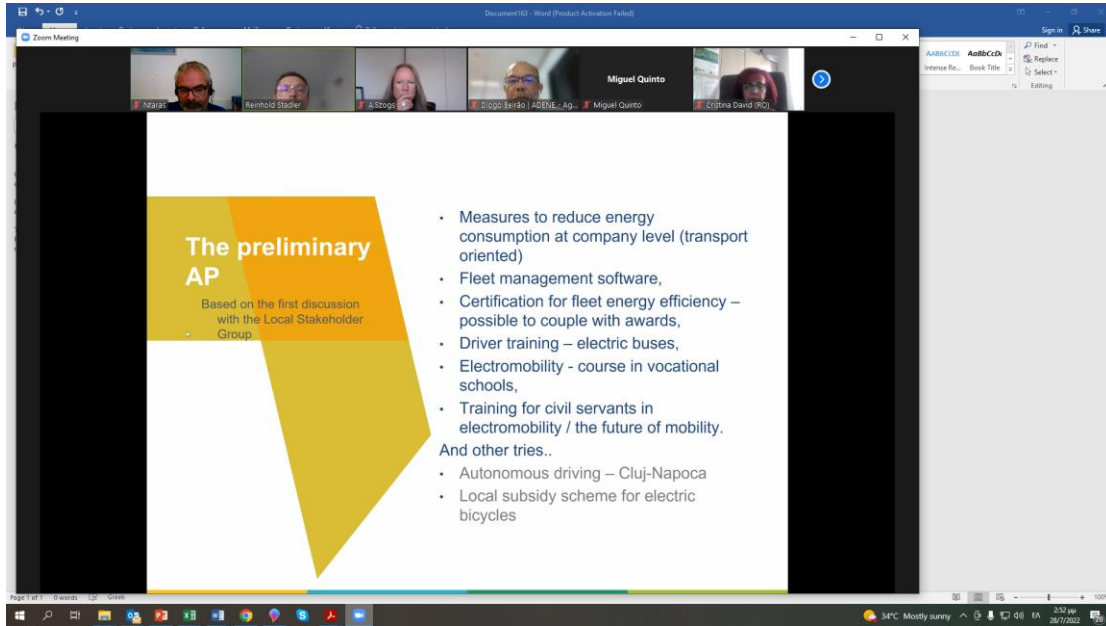 Document163 - Word (Product Activation Failed)
Sign in
Share
Zoom Meeting
AaBbCcDc AaBbCcDc
Intense Re... Book Title
Find
Replace
Select
Editing
Miguel Quinto
Ntaras
Reinhold Stadler
A.Szogs
Diogo Beirão | ADENE - Ag...
Miguel Quinto
Cristina David (RO)
The preliminary
AP
Based on the first discussion
with the Local Stakeholder
Group
• Measures to reduce energy
consumption at company level (transport
oriented)
• Fleet management software,
• Certification for fleet energy efficiency –
possible to couple with awards,
• Driver training – electric buses,
• Electromobility - course in vocational
schools,
• Training for civil servants in
electromobility / the future of mobility.
And other tries..
• Autonomous driving – Cluj-Napoca
• Local subsidy scheme for electric
bicycles
Page 1 of 1 0 words Greek
100%
34°C Mostly sunny
2:52 μμ
28/7/2022